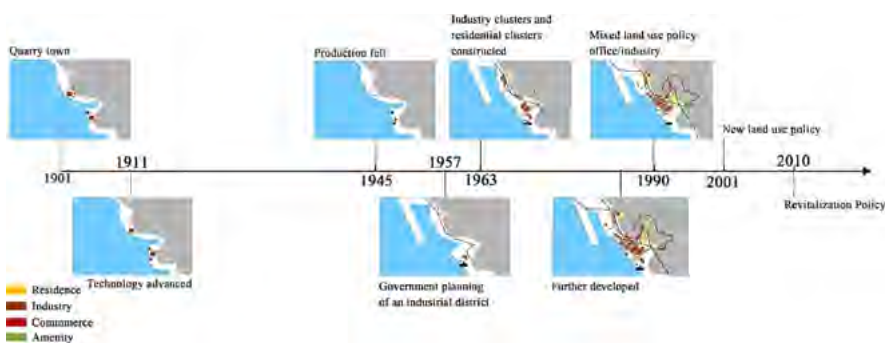 Industry clusters and
residential clusters
constructed
Mixed land use policy
office/industry
Quarry town
Production fell
New land use policy
1911
1957
2010
1901
1945
1963
1990
2001
Revitalization Policy
Technology advanced
Government planning
of an industrial district
Further developed
Residence
Industry
Commerce
Amenity